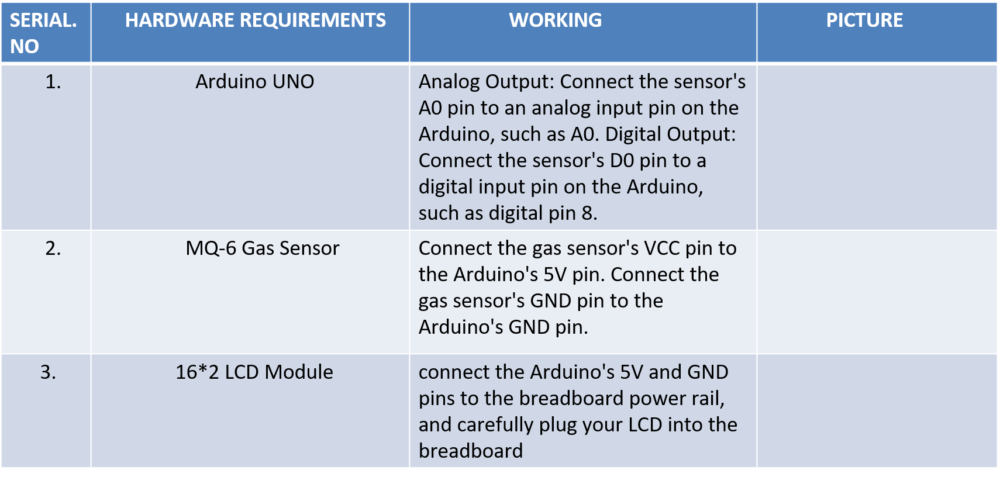 SERIAL. NO
HARDWARE REQUIREMENTS
WORKING
PICTURE
1.
Arduino UNO
Analog Output: Connect the sensor's
A0 pin to an analog input pin on the
Arduino, such as A0. Digital Output:
Connect the sensor's D0 pin to a
digital input pin on the Arduino,
such as digital pin 8.
2.
MQ-6 Gas Sensor
Connect the gas sensor's VCC pin to
the Arduino's 5V pin. Connect the
gas sensor's GND pin to the
Arduino's GND pin.
3.
16*2 LCD Module
connect the Arduino's 5V and GND
pins to the breadboard power rail,
and carefully plug your LCD into the
breadboard